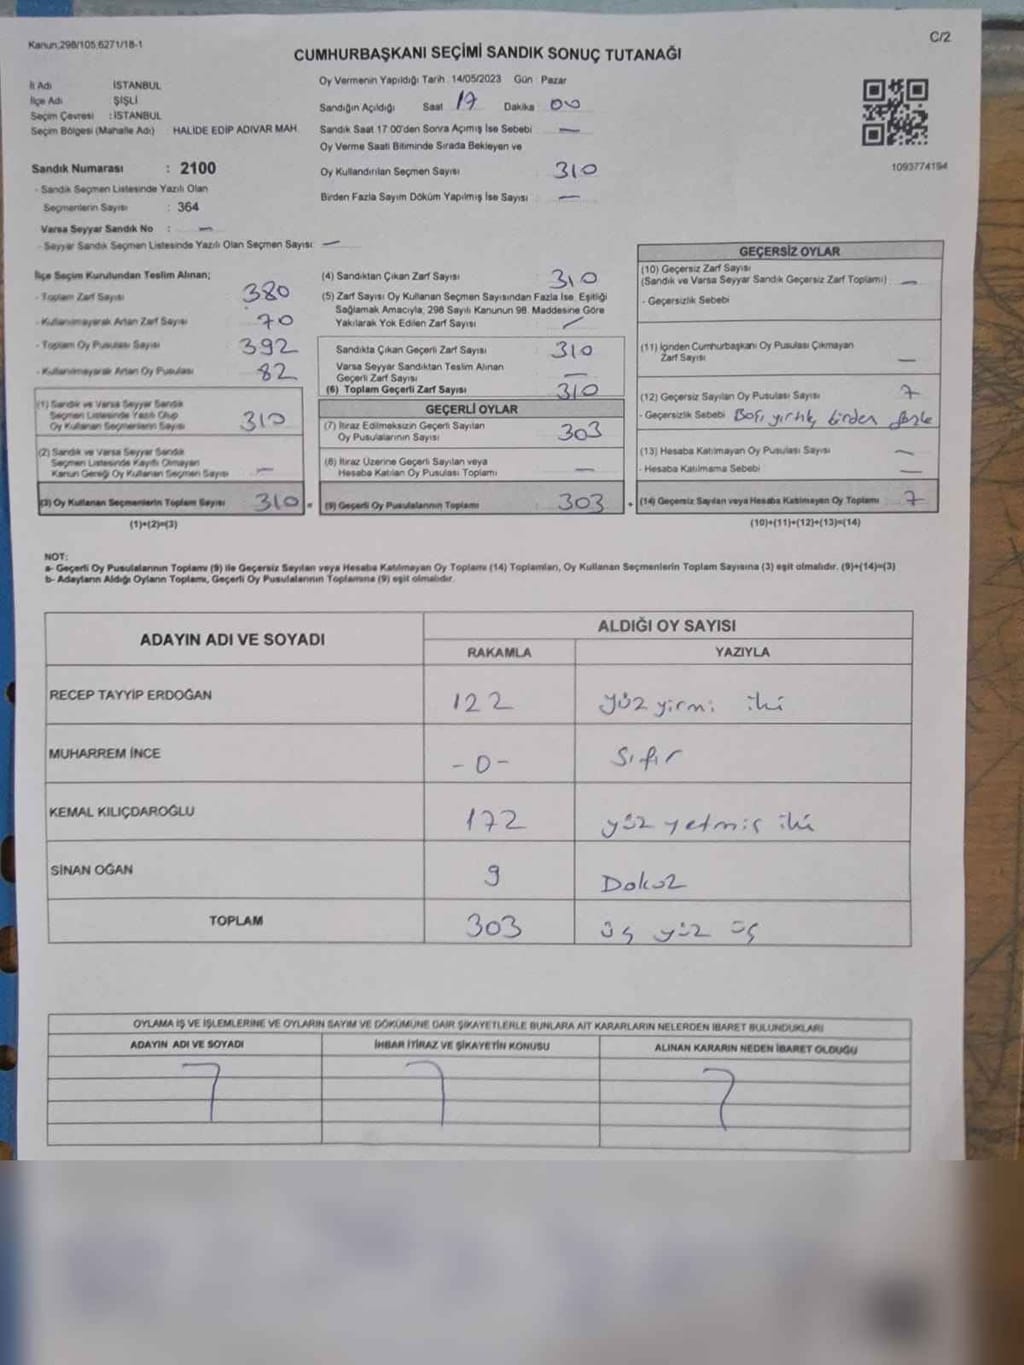 Kanun;298/105,6271/18-1
C/2
CUMHURBAŞKANI SEÇİMİ SANDIK SONUÇ TUTANAĞI
İl Adı İSTANBUL
İlçe Adı ŞİŞLİ
Seçim Çevresi : İSTANBUL
Seçim Bölgesi (Mahalle Adı) HALİDE EDİP ADIVAR MAH.
Sandık Numarası : 2100
- Sandık Seçmen Listesinde Yazılı Olan
Seçmenlerin Sayısı : 364
Varsa Seyyar Sandık No : —
- Seyyar Sandık Seçmen Listesinde Yazılı Olan Seçmen Sayısı: —
Oy Vermenin Yapıldığı Tarih 14/05/2023 Gün Pazar
Sandığın Açıldığı Saat 17 Dakika 00
Sandık Saat 17:00'den Sonra Açılmış İse Sebebi —
Oy Verme Saati Bitiminde Sırada Bekleyen ve
Oy Kullandırılan Seçmen Sayısı 310
Birden Fazla Sayım Döküm Yapılmış İse Sayısı —
1093774194
İlçe Seçim Kurulundan Teslim Alınan;
- Toplam Zarf Sayısı 380
- Kullanılmayarak Artan Zarf Sayısı 70
- Toplam Oy Pusulası Sayısı 392
- Kullanılmayarak Artan Oy Pusulası 82
(1) Sandık ve Varsa Seyyar Sandık
Seçmen Listesinde Yazılı Olup
Oy Kullanan Seçmenlerin Sayısı 310
(2) Sandık ve Varsa Seyyar Sandık
Seçmen Listesinde Kayıtlı Olmayan
Kanun Gereği Oy Kullanan Seçmen Sayısı —
(3) Oy Kullanan Seçmenlerin Toplam Sayısı 310 =
(1)+(2)=(3)
(4) Sandıktan Çıkan Zarf Sayısı 310
(5) Zarf Sayısı Oy Kullanan Seçmen Sayısından Fazla İse, Eşitliği
Sağlamak Amacıyla, 298 Sayılı Kanunun 98. Maddesine Göre
Yakılarak Yok Edilen Zarf Sayısı /
Sandıkta Çıkan Geçerli Zarf Sayısı 310
Varsa Seyyar Sandıktan Teslim Alınan
Geçerli Zarf Sayısı —
(6) Toplam Geçerli Zarf Sayısı 310
GEÇERLİ OYLAR
(7) İtiraz Edilmeksizin Geçerli Sayılan
Oy Pusulalarının Sayısı 303
(8) İtiraz Üzerine Geçerli Sayılan veya
Hesaba Katılan Oy Pusulası Toplamı —
(9) Geçerli Oy Pusulalarının Toplamı 303 +
GEÇERSİZ OYLAR
(10) Geçersiz Zarf Sayısı
(Sandık ve Varsa Seyyar Sandık Geçersiz Zarf Toplamı) : —
- Geçersizlik Sebebi
(11) İçinden Cumhurbaşkanı Oy Pusulası Çıkmayan
Zarf Sayısı —
(12) Geçersiz Sayılan Oy Pusulası Sayısı 7
- Geçersizlik Sebebi Boş, yırtık, birden fazla
(13) Hesaba Katılmayan Oy Pusulası Sayısı —
- Hesaba Katılmama Sebebi —
(14) Geçersiz Sayılan veya Hesaba Katılmayan Oy Toplamı 7
(10)+(11)+(12)+(13)=(14)
NOT:
a- Geçerli Oy Pusulalarının Toplamı (9) ile Geçersiz Sayılan veya Hesaba Katılmayan Oy Toplamı (14) Toplamları, Oy Kullanan Seçmenlerin Toplam Sayısına (3) eşit olmalıdır. (9)+(14)=(3)
b- Adayların Aldığı Oyların Toplamı, Geçerli Oy Pusulalarının Toplamına (9) eşit olmalıdır.
ADAYIN ADI VE SOYADI ALDIĞI OY SAYISI
RAKAMLA YAZIYLA
RECEP TAYYİP ERDOĞAN 122 yüz yirmi iki
MUHARREM İNCE -0- Sıfır
KEMAL KILIÇDAROĞLU 172 yüz yetmiş iki
SİNAN OĞAN 9 Dokuz
TOPLAM 303 üç yüz üç
OYLAMA İŞ VE İŞLEMLERİNE VE OYLARIN SAYIM VE DÖKÜMÜNE DAİR ŞİKAYETLERLE BUNLARA AİT KARARLARIN NELERDEN İBARET BULUNDUKLARI
ADAYIN ADI VE SOYADI İHBAR İTİRAZ VE ŞİKAYETİN KONUSU ALINAN KARARIN NEDEN İBARET OLDUĞU